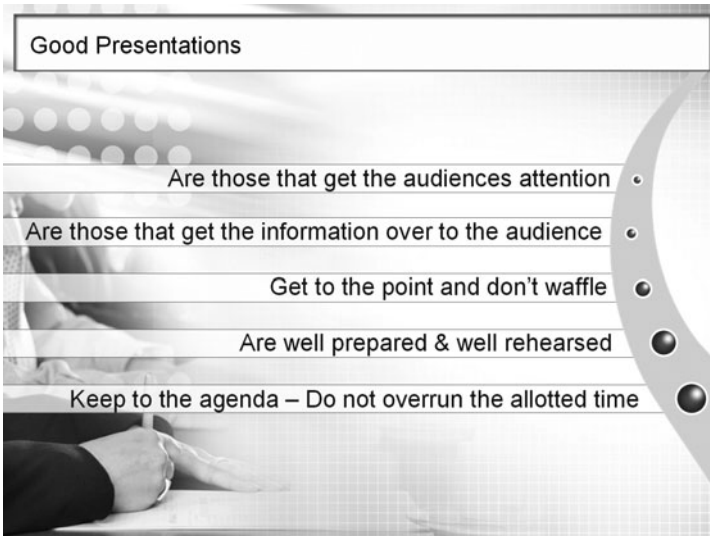 Good Presentations
Are those that get the audiences attention
Are those that get the information over to the audience
Get to the point and don’t waffle
Are well prepared & well rehearsed
Keep to the agenda – Do not overrun the allotted time